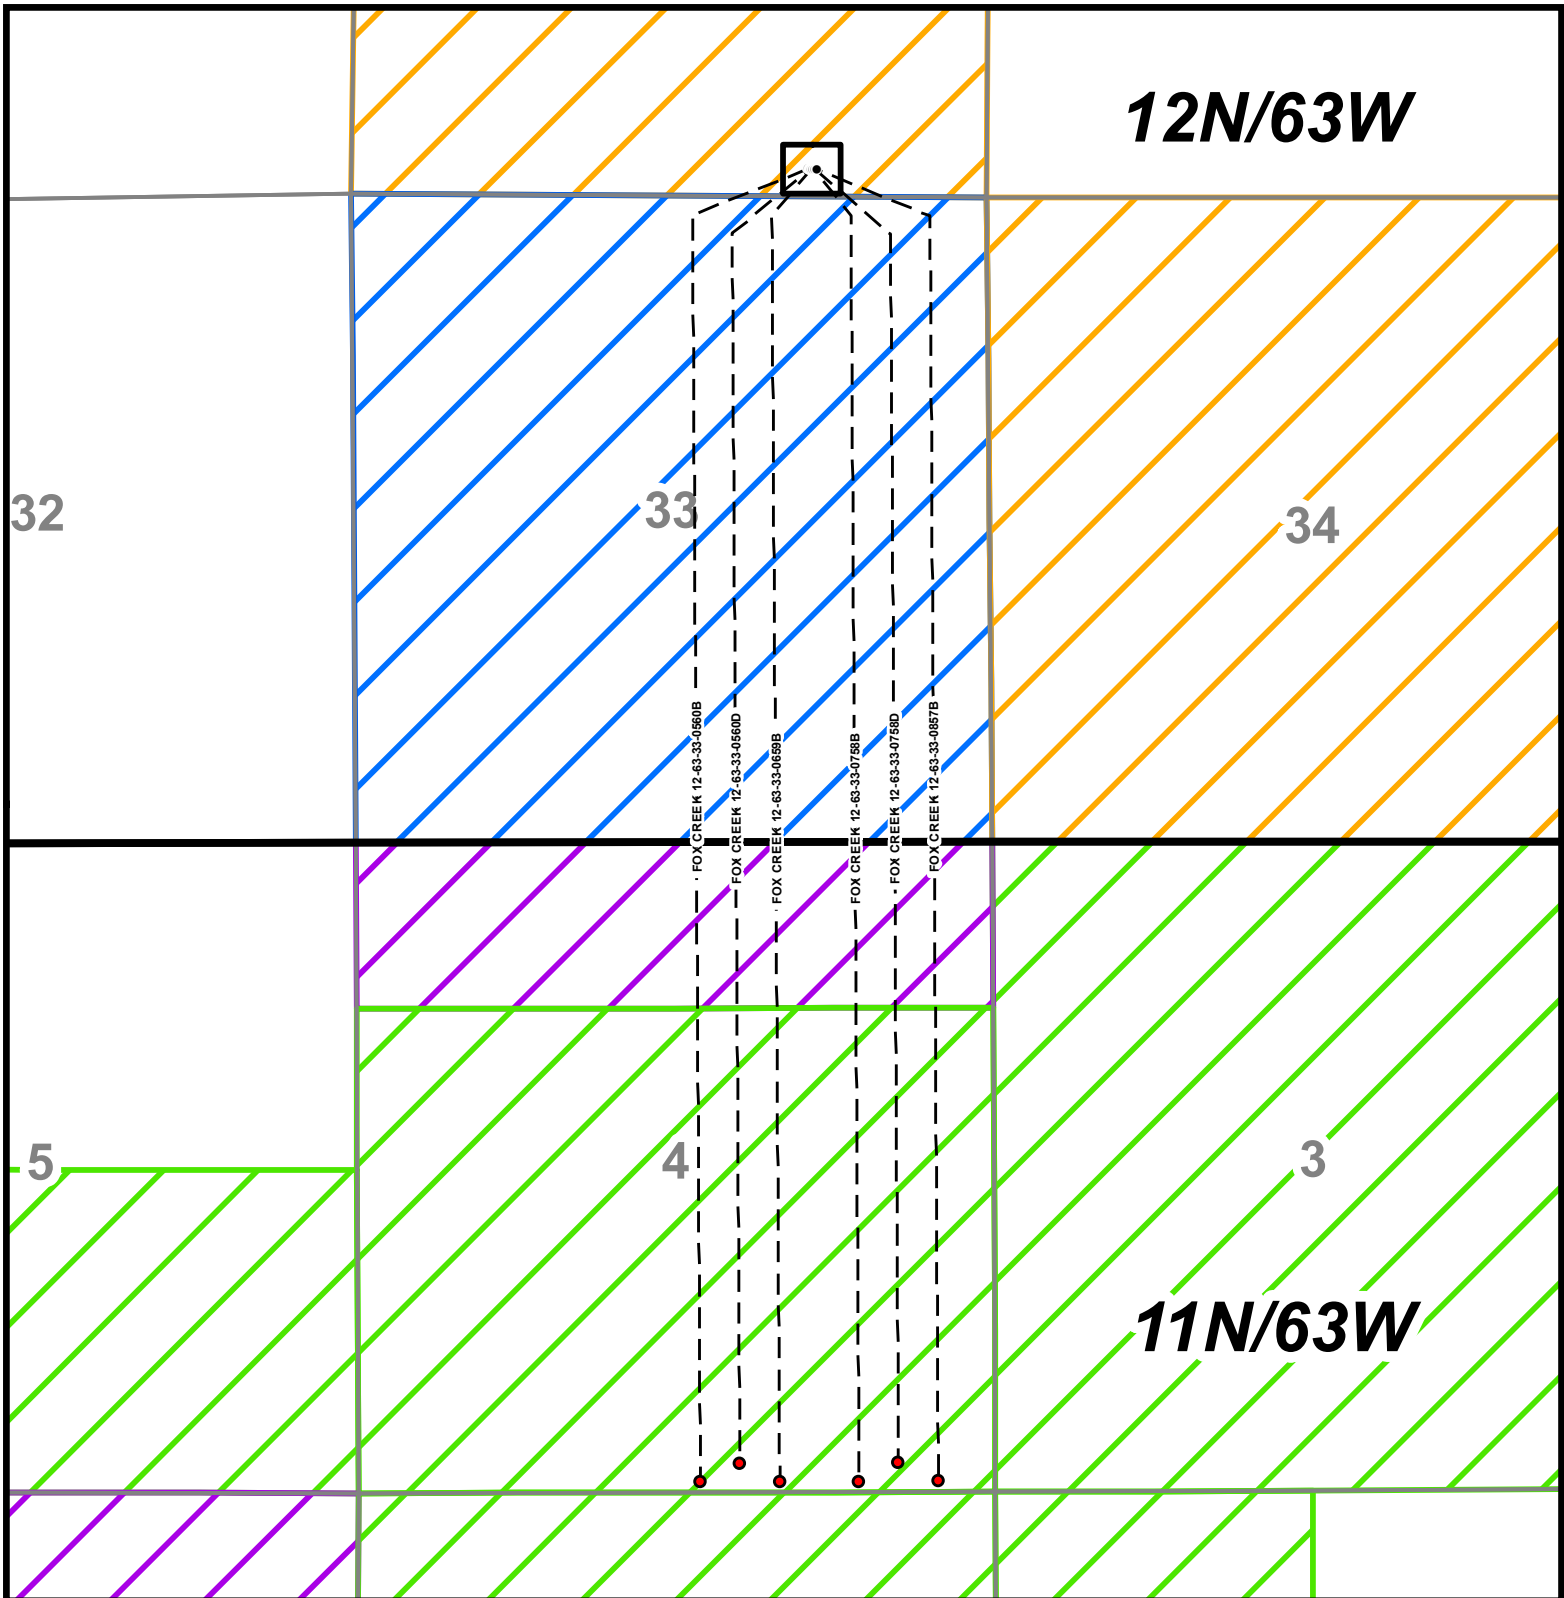 12N/63W
32
33
34
FOX CREEK 12-63-33-0560B
FOX CREEK 12-63-33-0560D
FOX CREEK 12-63-33-0659B
FOX CREEK 12-63-33-0758B
FOX CREEK 12-63-33-0758D
FOX CREEK 12-63-33-0857B
5
4
3
11N/63W